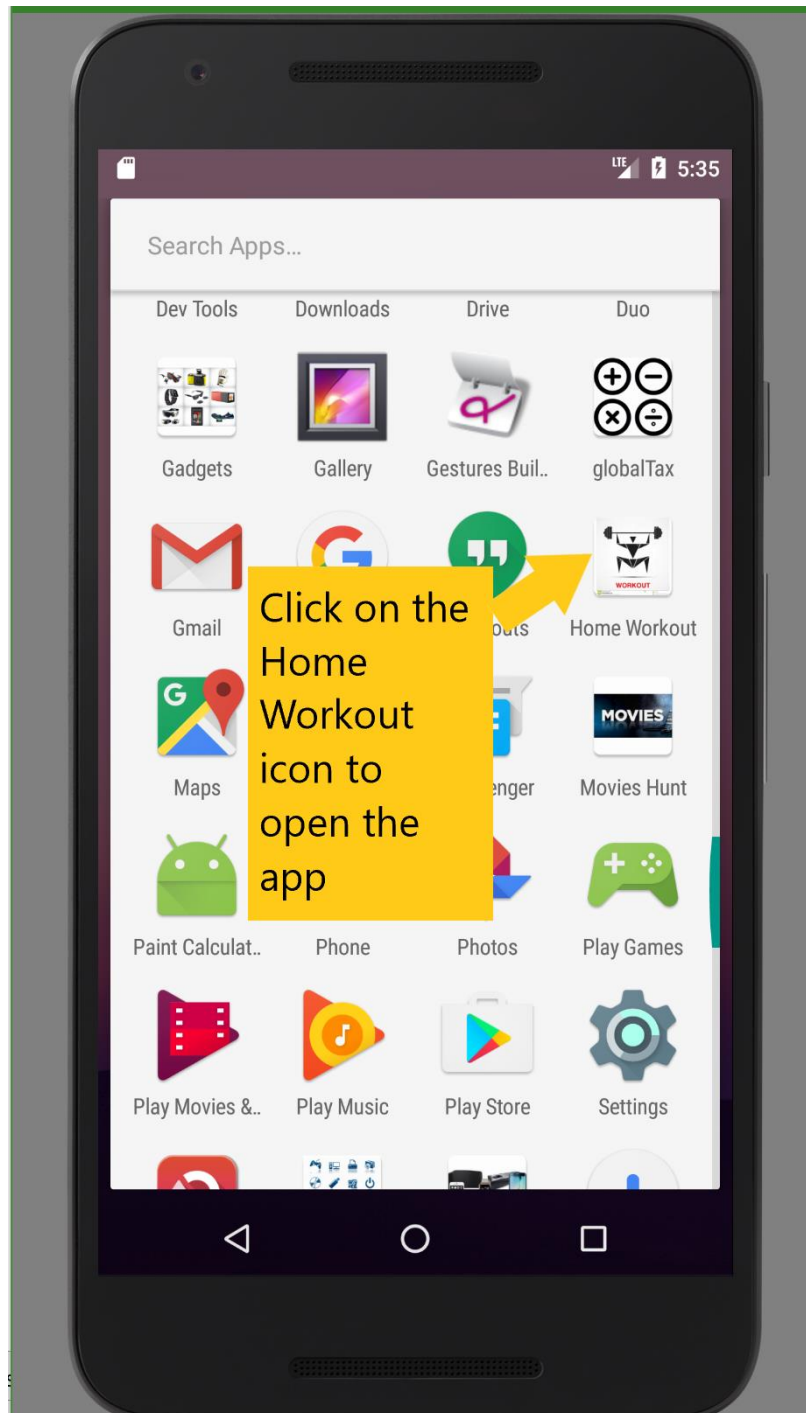 LTE 5:35
Search Apps...
Dev Tools Downloads Drive Duo
Gadgets Gallery Gestures Buil.. globalTax
WORKOUT
Gmail outs Home Workout
G
MOVIES
Maps enger Movies Hunt
Click on the
Home
Workout
icon to
open the
app
Paint Calculat.. Phone Photos Play Games
Play Movies &.. Play Music Play Store Settings